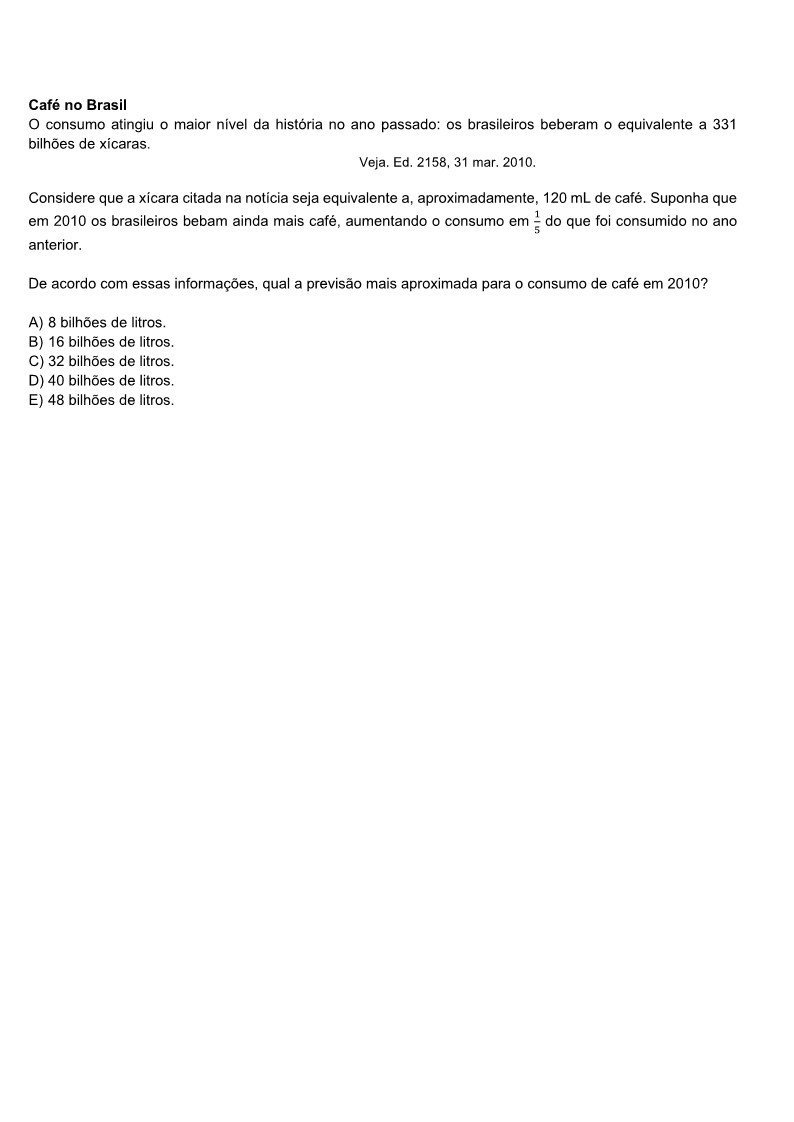 Café no Brasil
O consumo atingiu o maior nível da história no ano passado: os brasileiros beberam o equivalente a 331
bilhões de xícaras.
Veja. Ed. 2158, 31 mar. 2010.
Considere que a xícara citada na notícia seja equivalente a, aproximadamente, 120 mL de café. Suponha que
em 2010 os brasileiros bebam ainda mais café, aumentando o consumo em 1/5 do que foi consumido no ano
anterior.
De acordo com essas informações, qual a previsão mais aproximada para o consumo de café em 2010?
A) 8 bilhões de litros.
B) 16 bilhões de litros.
C) 32 bilhões de litros.
D) 40 bilhões de litros.
E) 48 bilhões de litros.